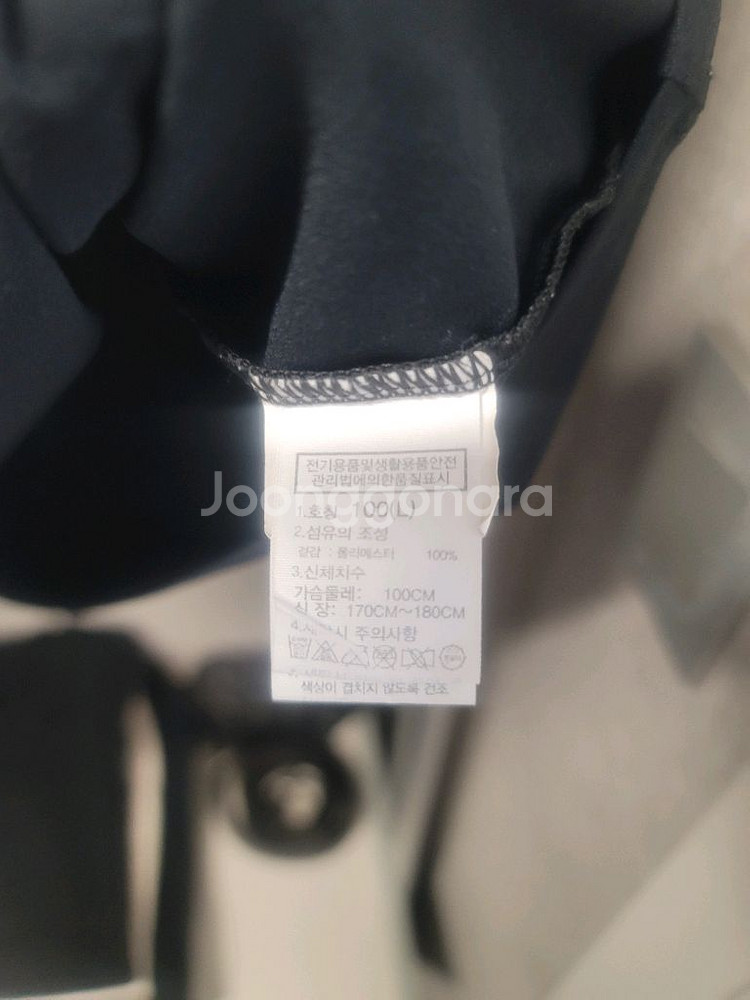 전기용품및생활용품안전
관리법에의한품질표시
Joonggonara
1.호칭 100(L)
2.섬유의 조성
겉감 : 폴리에스터 100%
3.신체치수
가슴둘레: 100CM
신 장: 170CM~180CM
주의사항
색상이 겹치지 않도록 건조